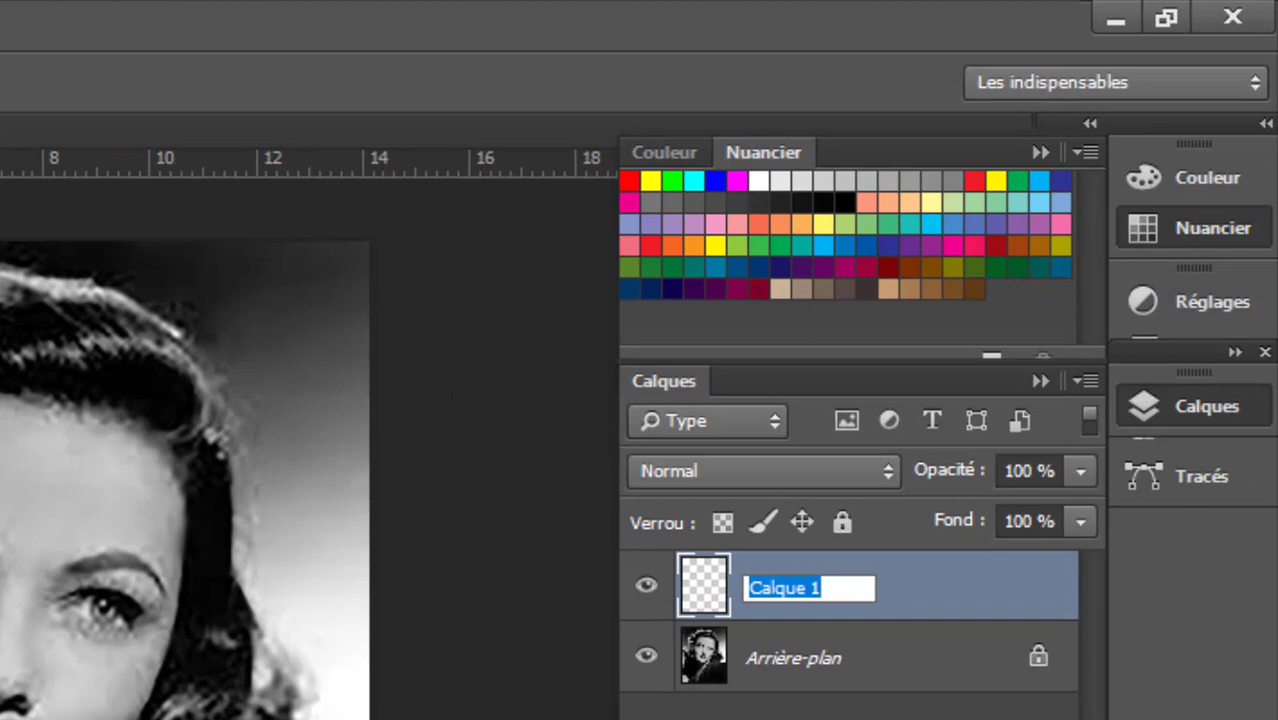 Les indispensables
8 10 12 14 16 18
Couleur Nuancier
Couleur
Nuancier
Réglages
Calques
Type
Normal Opacité : 100 %
Verrou : Fond : 100 %
Calque 1
Arrière-plan
Calques
Tracés